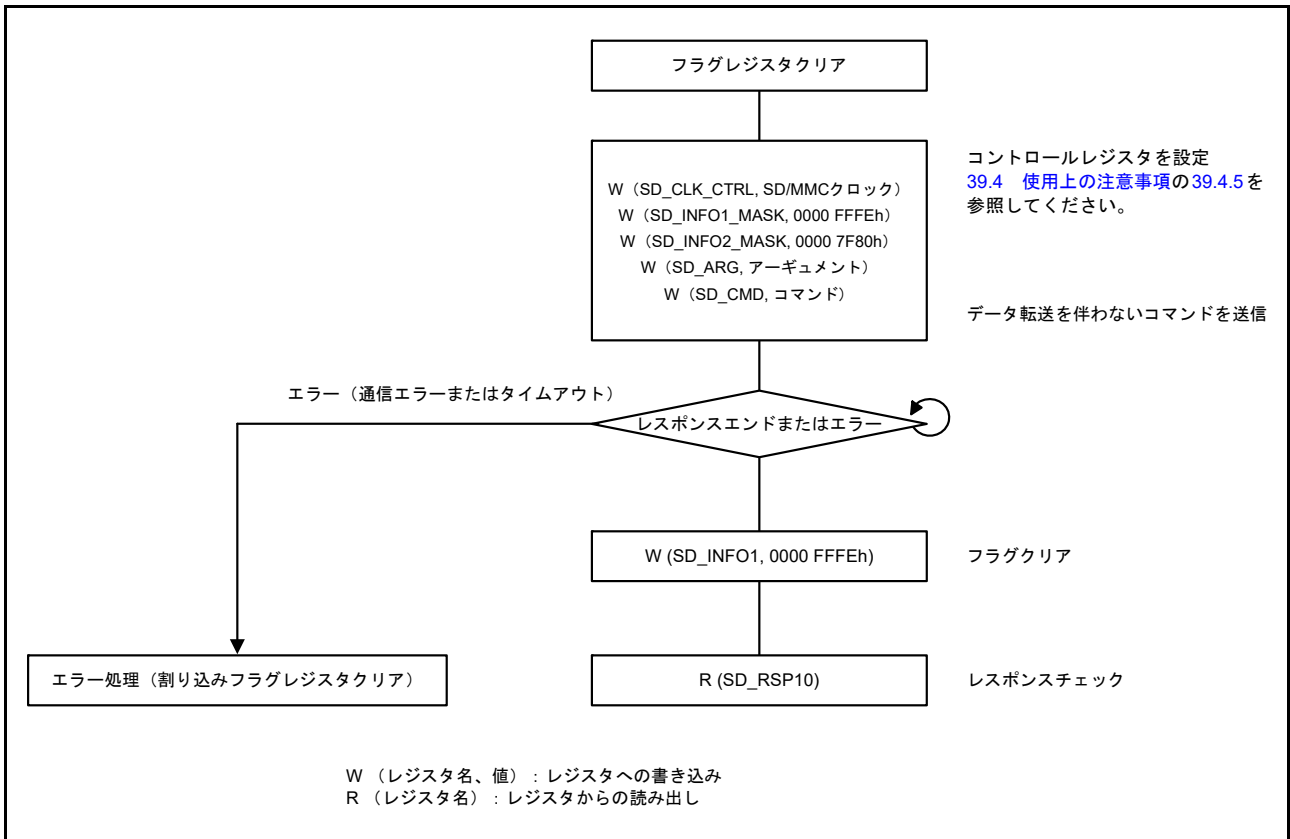 フラグレジスタクリア
W（SD_CLK_CTRL, SD/MMCクロック）
W（SD_INFO1_MASK, 0000 FFFEh）
W（SD_INFO2_MASK, 0000 7F80h）
W（SD_ARG, アーギュメント）
W（SD_CMD, コマンド）
コントロールレジスタを設定
39.4　使用上の注意事項の39.4.5を
参照してください。
データ転送を伴わないコマンドを送信
エラー（通信エラーまたはタイムアウト）
レスポンスエンドまたはエラー
W (SD_INFO1, 0000 FFFEh)
フラグクリア
エラー処理（割り込みフラグレジスタクリア）
R (SD_RSP10)
レスポンスチェック
W （レジスタ名、値）：レジスタへの書き込み
R （レジスタ名）：レジスタからの読み出し